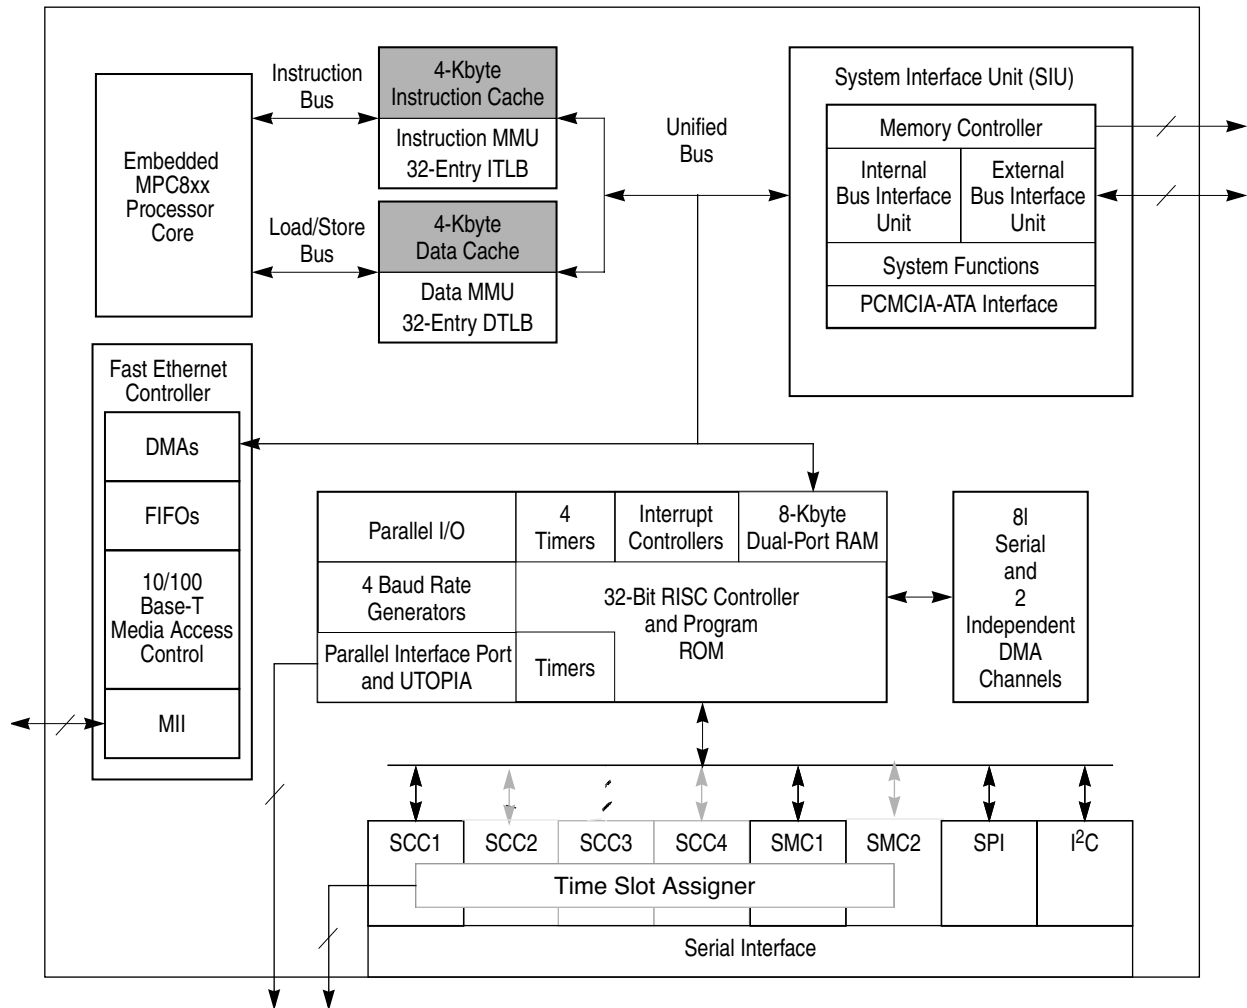 Embedded
MPC8xx
Processor
Core
Instruction
Bus
Load/Store
Bus
4-Kbyte
Instruction Cache
Instruction MMU
32-Entry ITLB
4-Kbyte
Data Cache
Data MMU
32-Entry DTLB
Unified
Bus
System Interface Unit (SIU)
Memory Controller
Internal
Bus Interface
Unit
External
Bus Interface
Unit
System Functions
PCMCIA-ATA Interface
Fast Ethernet
Controller
DMAs
FIFOs
10/100
Base-T
Media Access
Control
MII
Parallel I/O
4
Timers
Interrupt
Controllers
8-Kbyte
Dual-Port RAM
4 Baud Rate
Generators
32-Bit RISC Controller
and Program
ROM
Parallel Interface Port
and UTOPIA
Timers
8I
Serial
and
2
Independent
DMA
Channels
SCC1
SCC2
SCC3
SCC4
SMC1
SMC2
SPI
I²C
Time Slot Assigner
Serial Interface